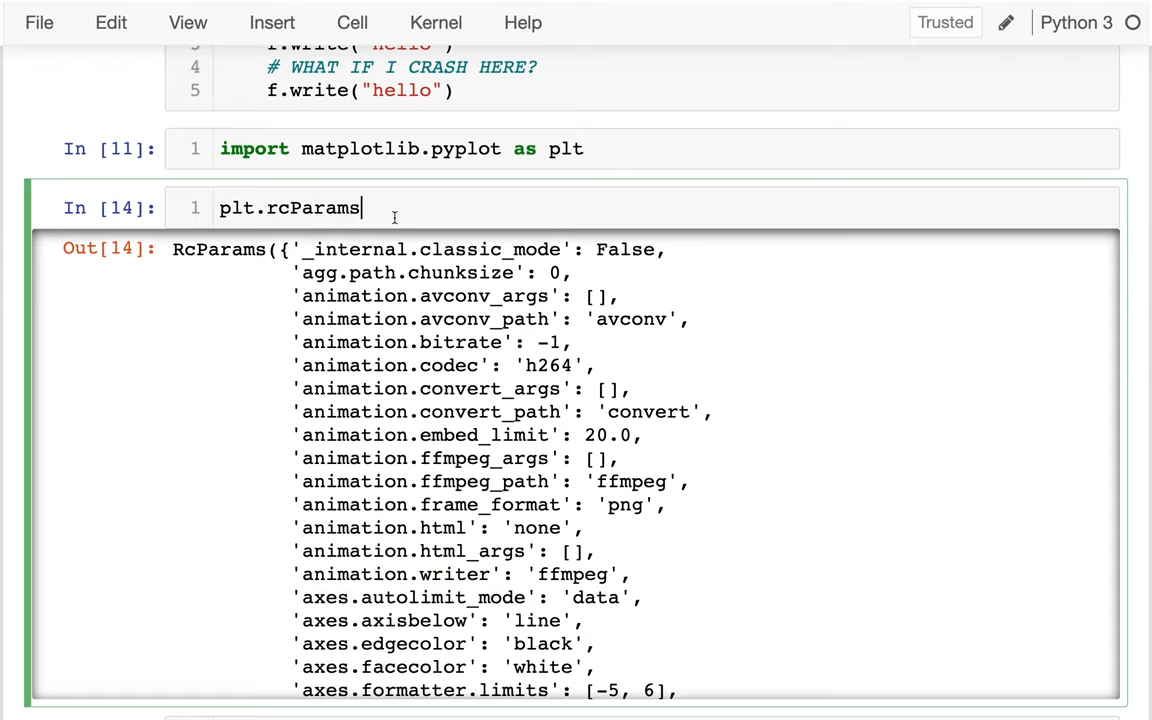 File Edit View Insert Cell Kernel Help Trusted Python 3
3 f.write("hello")
4 # WHAT IF I CRASH HERE?
5 f.write("hello")
In [11]: 1 import matplotlib.pyplot as plt
In [14]: 1 plt.rcParams
Out[14]: RcParams({'_internal.classic_mode': False,
'agg.path.chunksize': 0,
'animation.avconv_args': [],
'animation.avconv_path': 'avconv',
'animation.bitrate': -1,
'animation.codec': 'h264',
'animation.convert_args': [],
'animation.convert_path': 'convert',
'animation.embed_limit': 20.0,
'animation.ffmpeg_args': [],
'animation.ffmpeg_path': 'ffmpeg',
'animation.frame_format': 'png',
'animation.html': 'none',
'animation.html_args': [],
'animation.writer': 'ffmpeg',
'axes.autolimit_mode': 'data',
'axes.axisbelow': 'line',
'axes.edgecolor': 'black',
'axes.facecolor': 'white',
'axes.formatter.limits': [-5, 6],